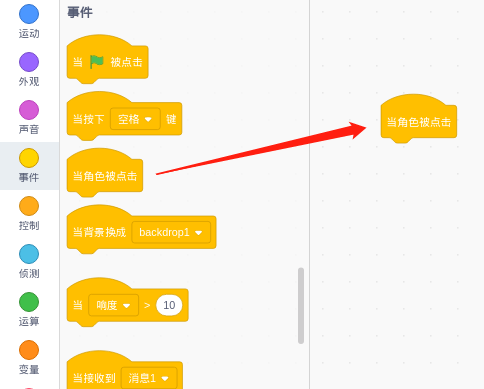 运动
外观
声音
事件
控制
侦测
运算
变量
事件
当 被点击
当按下 空格 键
当角色被点击
当背景换成 backdrop1
当 响度 > 10
当接收到 消息1
当角色被点击